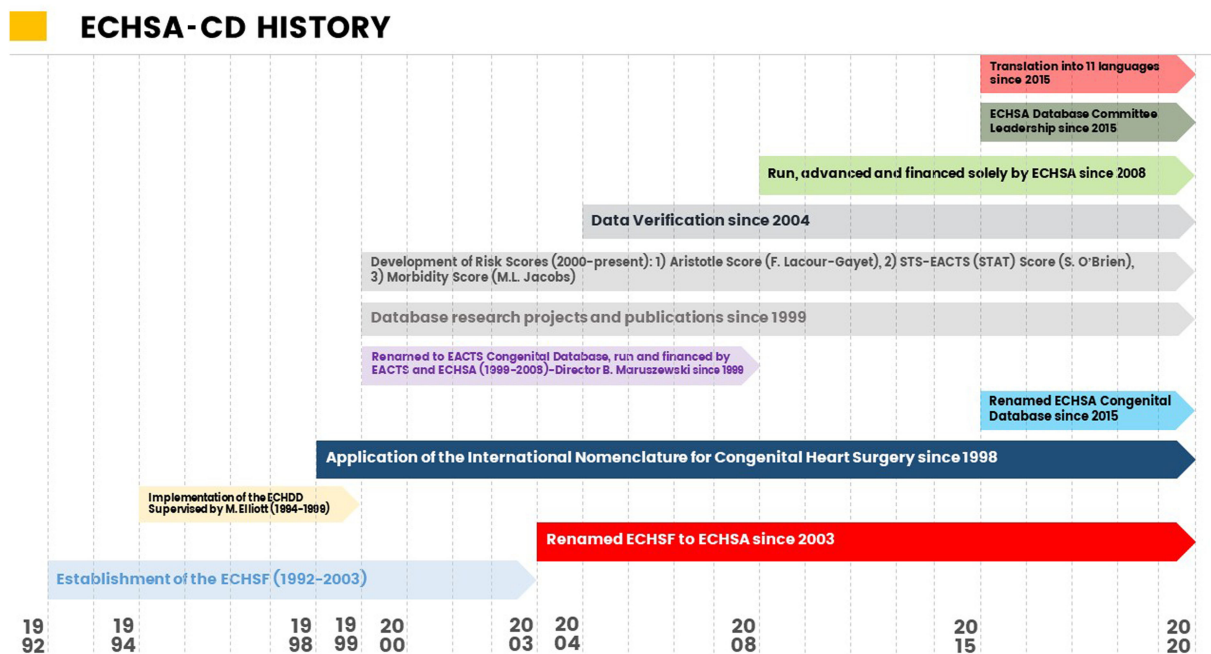 ECHSA-CD HISTORY
Translation into 11 languages
since 2015
ECHSA Database Committee
Leadership since 2015
Run, advanced and financed solely by ECHSA since 2008
Data Verification since 2004
Development of Risk Scores (2000-present): 1) Aristotle Score (F. Lacour-Gayet), 2) STS-EACTS (STAT) Score (S. O'Brien),
3) Morbidity Score (M.L. Jacobs)
Database research projects and publications since 1999
Renamed to EACTS Congenital Database, run and financed by
EACTS and ECHSA (1999-2008)-Director B. Maruszewski since 1999
Renamed ECHSA Congenital
Database since 2015
Application of the International Nomenclature for Congenital Heart Surgery since 1998
Implementation of the ECHDD
Supervised by M. Elliott (1994-1999)
Renamed ECHSF to ECHSA since 2003
Establishment of the ECHSF (1992-2003)
19 19 19 19 20 20 20 20 20 20
92 94 98 99 00 03 04 08 15 20